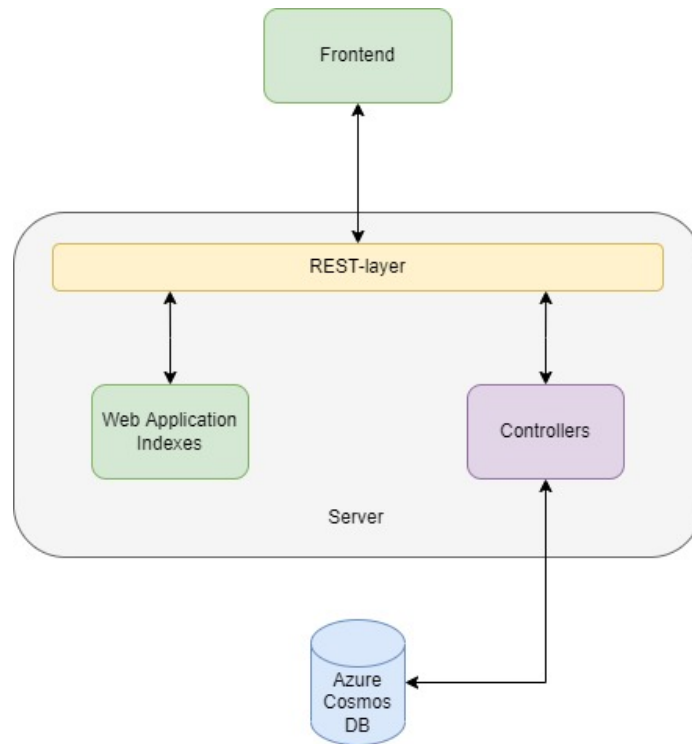 Frontend
REST-layer
Web Application
Indexes
Controllers
Server
Azure
Cosmos
DB